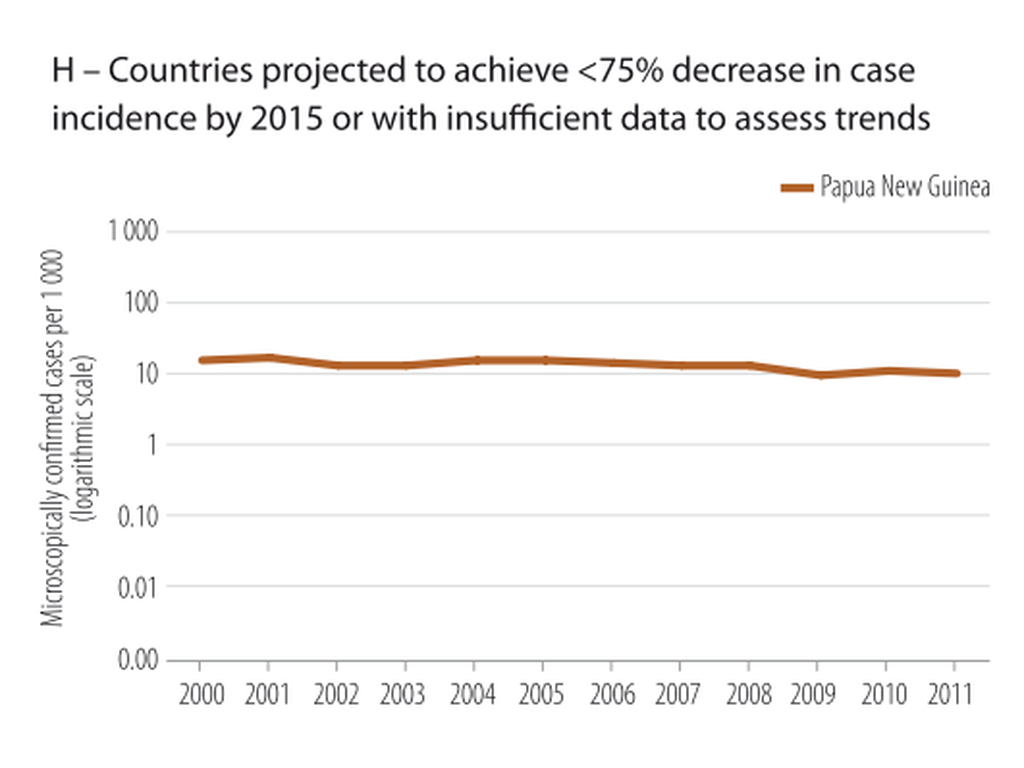 H – Countries projected to achieve <75% decrease in case
incidence by 2015 or with insufficient data to assess trends
Papua New Guinea
Microscopically confirmed cases per 1 000
(logarithmic scale)
1 000
100
10
1
0.10
0.01
0.00
2000 2001 2002 2003 2004 2005 2006 2007 2008 2009 2010 2011